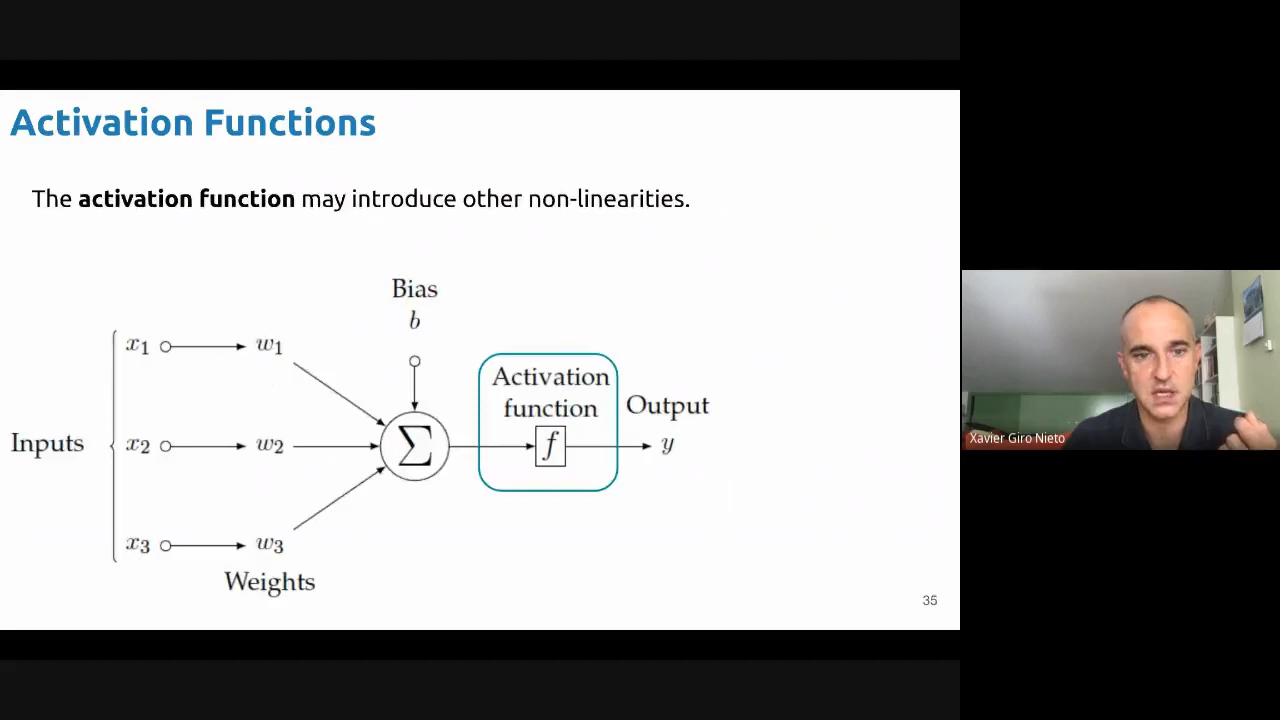 Activation Functions
The activation function may introduce other non-linearities.
Bias
b
x1 w1
Activation
function
Output
Inputs x2 w2 Σ f y
x3 w3
Weights
35
Xavier Giro Nieto